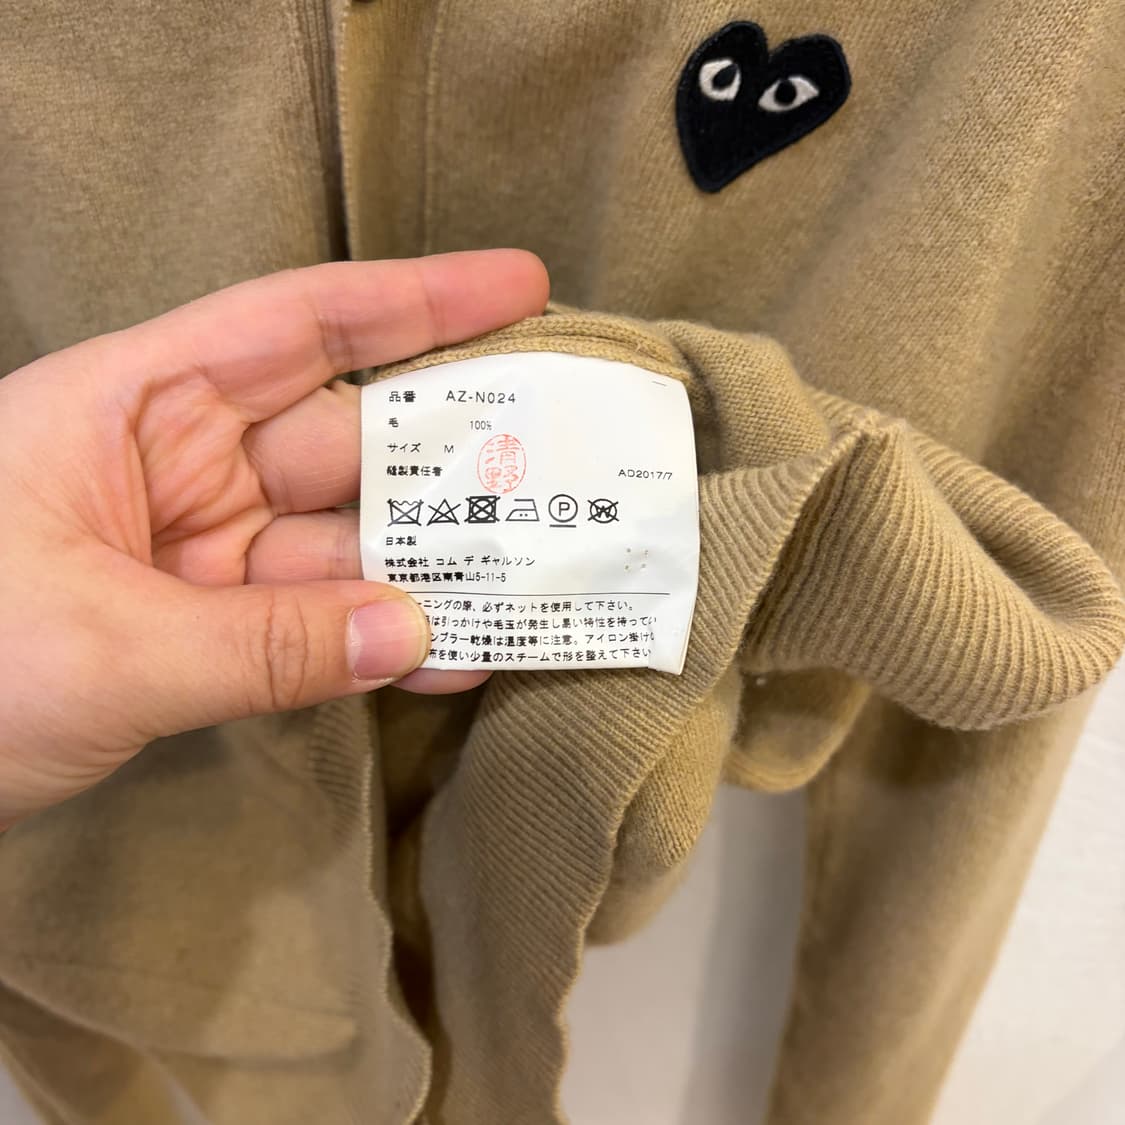 品番 AZ-N024
毛 100%
サイズ M
縫製責任者 清野 AD2017/7
P W
日本製
株式会社 コム デ ギャルソン
東京都港区南青山5-11-5
ーニングの際、必ずネットを使用して下さい。
は引っかけや毛玉が発生し易い特性を持ってい
ンブラー乾燥は温度等に注意。アイロン掛けに
布を使い少量のスチームで形を整えて下さい